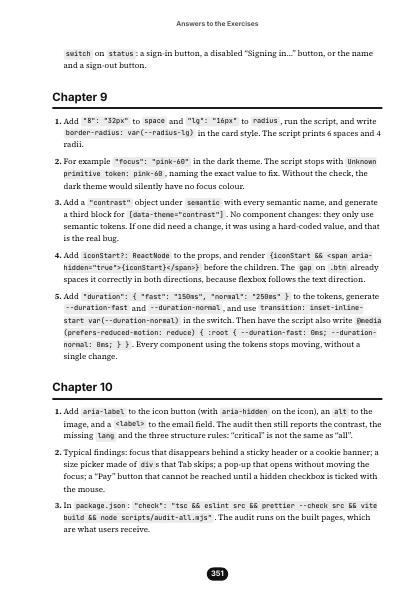 Answers to the Exercises
switch on status: a sign-in button, a disabled “Signing in…” button, or the name
and a sign-out button.
Chapter 9
1. Add "8": "32px" to space and "lg": "16px" to radius, run the script, and write
border-radius: var(--radius-lg) in the card style. The script prints 6 spaces and 4
radii.
2. For example "focus": "pink-60" in the dark theme. The script stops with Unknown
primitive token: pink-60, naming the exact value to fix. Without the check, the
dark theme would silently have no focus colour.
3. Add a "contrast" object under semantic with every semantic name, and generate
a third block for [data-theme="contrast"]. No component changes: they only use
semantic tokens. If one did need a change, it was using a hard-coded value, and that
is the real bug.
4. Add iconStart?: ReactNode to the props, and render {iconStart && <span aria-
hidden="true">{iconStart}</span>} before the children. The gap on .btn already
spaces it correctly in both directions, because flexbox follows the text direction.
5. Add "duration": { "fast": "150ms", "normal": "250ms" } to the tokens, generate
--duration-fast and --duration-normal, and use transition: inset-inline-
start var(--duration-normal) in the switch. Then have the script also write @media
(prefers-reduced-motion: reduce) { :root { --duration-fast: 0ms; --duration-
normal: 0ms; } }. Every component using the tokens stops moving, without a
single change.
Chapter 10
1. Add aria-label to the icon button (with aria-hidden on the icon), an alt to the
image, and a <label> to the email field. The audit then still reports the contrast, the
missing lang and the three structure rules: “critical” is not the same as “all”.
2. Typical findings: focus that disappears behind a sticky header or a cookie banner; a
size picker made of divs that Tab skips; a pop-up that opens without moving the
focus; a “Pay” button that cannot be reached until a hidden checkbox is ticked with
the mouse.
3. In package.json: "check": "tsc && eslint src && prettier --check src && vite
build && node scripts/audit-all.mjs". The audit runs on the built pages, which
are what users receive.
351